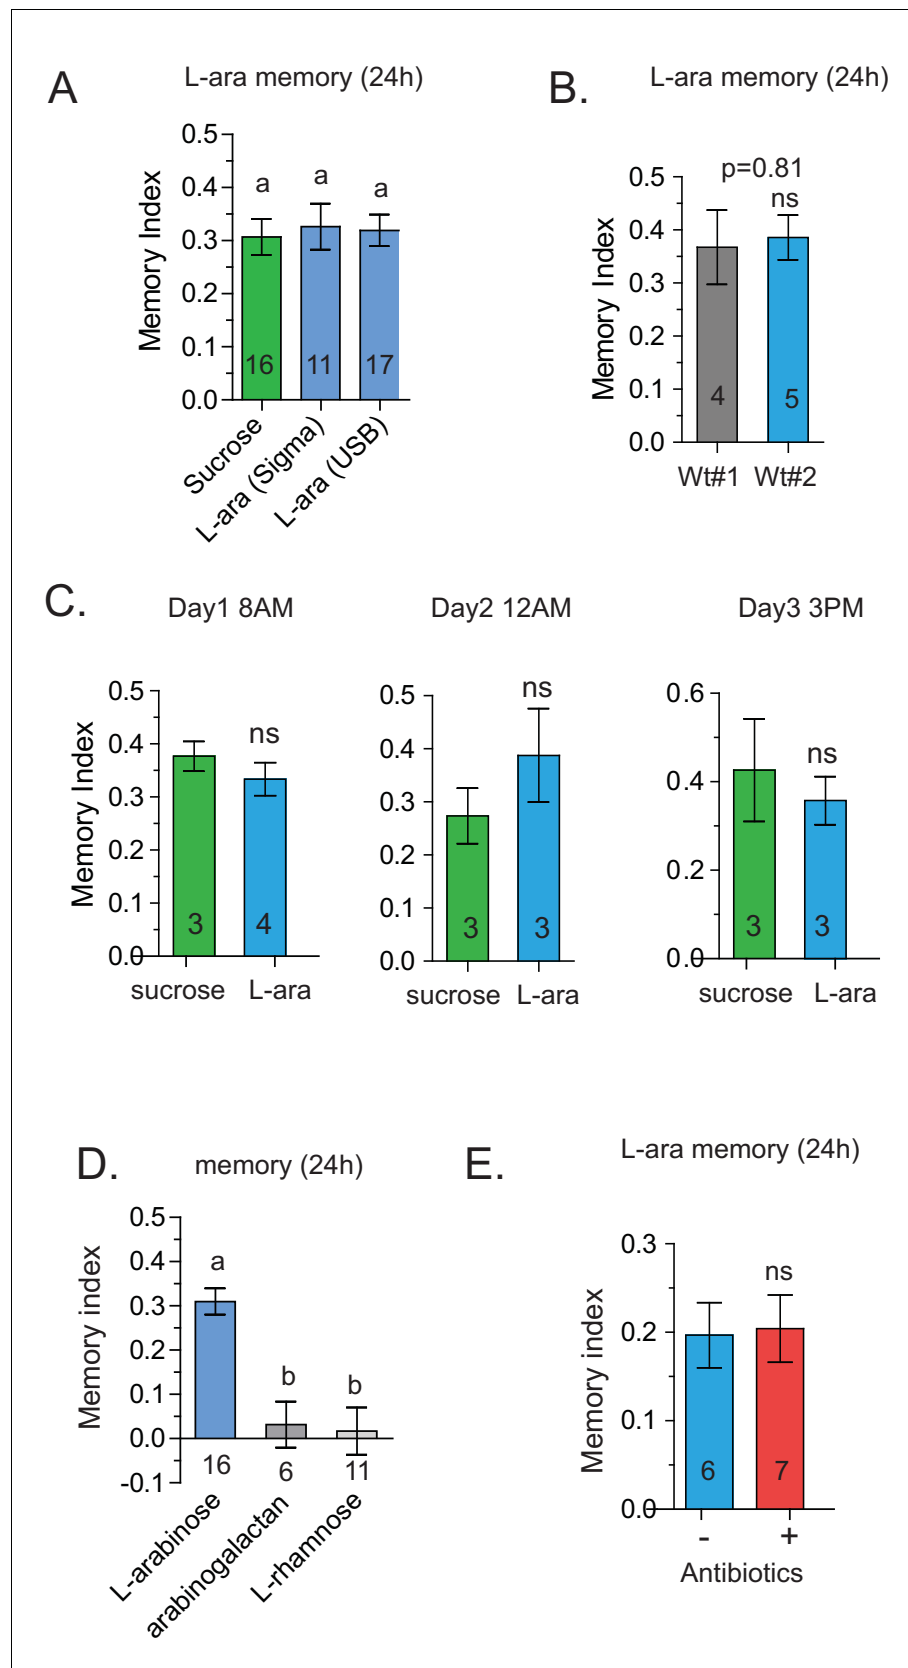 A
L-ara memory (24h)
Memory Index
0.5
0.4
0.3
0.2
0.1
0.0
a
a
a
16
11
17
Sucrose
L-ara (Sigma)
L-ara (USB)
B.
L-ara memory (24h)
Memory Index
0.5
0.4
0.3
0.2
0.1
0.0
p=0.81
ns
4
5
Wt#1
Wt#2
C.
Day1 8AM
Memory Index
0.5
0.4
0.3
0.2
0.1
0.0
ns
3
4
sucrose
L-ara
Day2 12AM
0.5
0.4
0.3
0.2
0.1
0.0
ns
3
3
sucrose
L-ara
Day3 3PM
0.6
0.4
0.2
0.0
ns
3
3
sucrose
L-ara
D.
memory (24h)
Memory index
0.5
0.4
0.3
0.2
0.1
0.0
-0.1
a
b
b
16
6
11
L-arabinose
arabinogalactan
L-rhamnose
E.
L-ara memory (24h)
Memory index
0.3
0.2
0.1
0.0
ns
6
7
-
+
Antibiotics